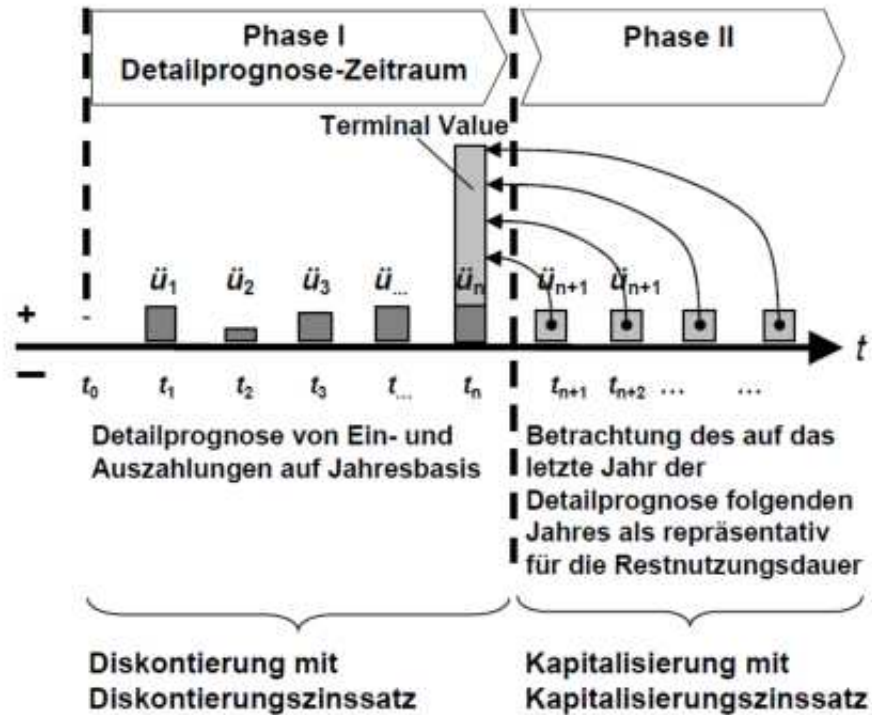 Phase I
Detailprognose-Zeitraum
Phase II
Terminal Value
ü1 ü2 ü3 ü... ün ün+1 ün+1
+
–
t
t0 t1 t2 t3 t... tn tn+1 tn+2 ... ...
Detailprognose von Ein- und
Auszahlungen auf Jahresbasis
Betrachtung des auf das
letzte Jahr der
Detailprognose folgenden
Jahres als repräsentativ
für die Restnutzungsdauer
Diskontierung mit
Diskontierungszinssatz
Kapitalisierung mit
Kapitalisierungszinssatz